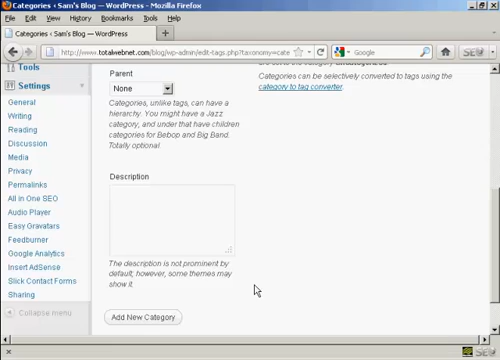 Categories ‹ Sam's Blog — WordPress - Mozilla Firefox
File Edit View History Bookmarks Tools Help
Categories ‹ Sam's Blog — WordPress
http://www.totalwebnet.com/blog/wp-admin/edit-tags.php?taxonomy=cate
Google
Tools
Settings
General
Writing
Reading
Discussion
Media
Privacy
Permalinks
All in One SEO
Audio Player
Easy Gravatars
Feedburner
Google Analytics
Insert AdSense
Slick Contact Forms
Sharing
Collapse menu
Parent
None
Categories, unlike tags, can have a
hierarchy. You might have a Jazz
category, and under that have children
categories for Bebop and Big Band.
Totally optional.
Description
The description is not prominent by
default; however, some themes may
show it.
Add New Category
Categories can be selectively converted to tags using the
category to tag converter.